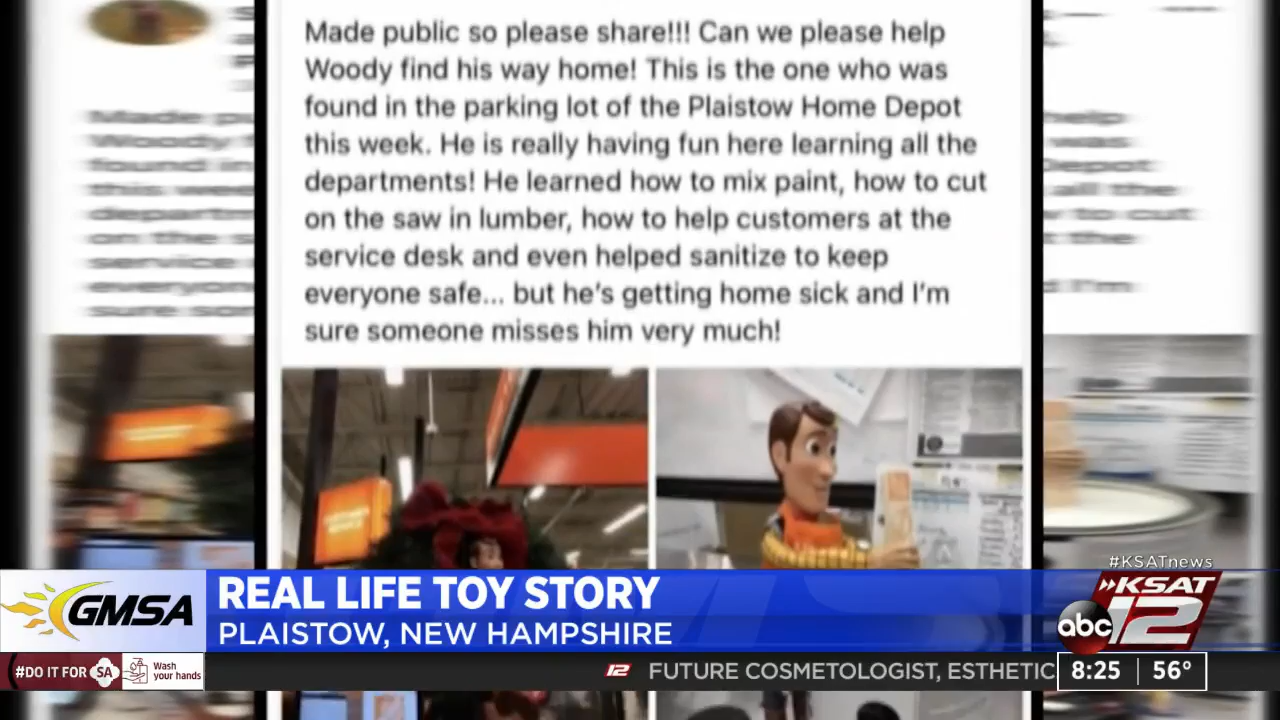 Made public so please share!!! Can we please help
Woody find his way home! This is the one who was
found in the parking lot of the Plaistow Home Depot
this week. He is really having fun here learning all the
departments! He learned how to mix paint, how to cut
on the saw in lumber, how to help customers at the
service desk and even helped sanitize to keep
everyone safe... but he's getting home sick and I'm
sure someone misses him very much!
#KSATnews
GMSA
REAL LIFE TOY STORY
PLAISTOW, NEW HAMPSHIRE
abc
KSAT
12
#DO IT FOR SA
Wash
your hands
12 FUTURE COSMETOLOGIST, ESTHETIC
8:25 56°